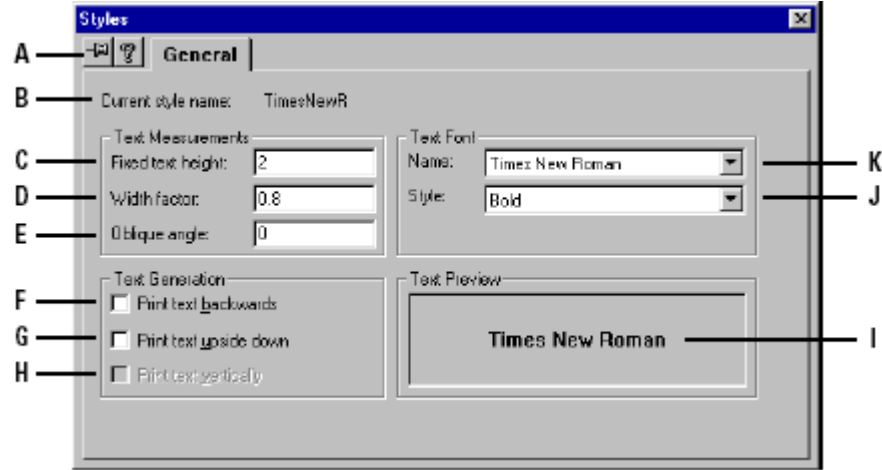 Styles
A General
B Current style name: TimesNewR
Text Measurements Text Font
C Fixed text height: 2 Name: Times New Roman K
D Width factor: 0.8 Style: Bold J
E Oblique angle: 0
Text Generation Text Preview
F Print text backwards
G Print text upside down Times New Roman I
H Print text vertically